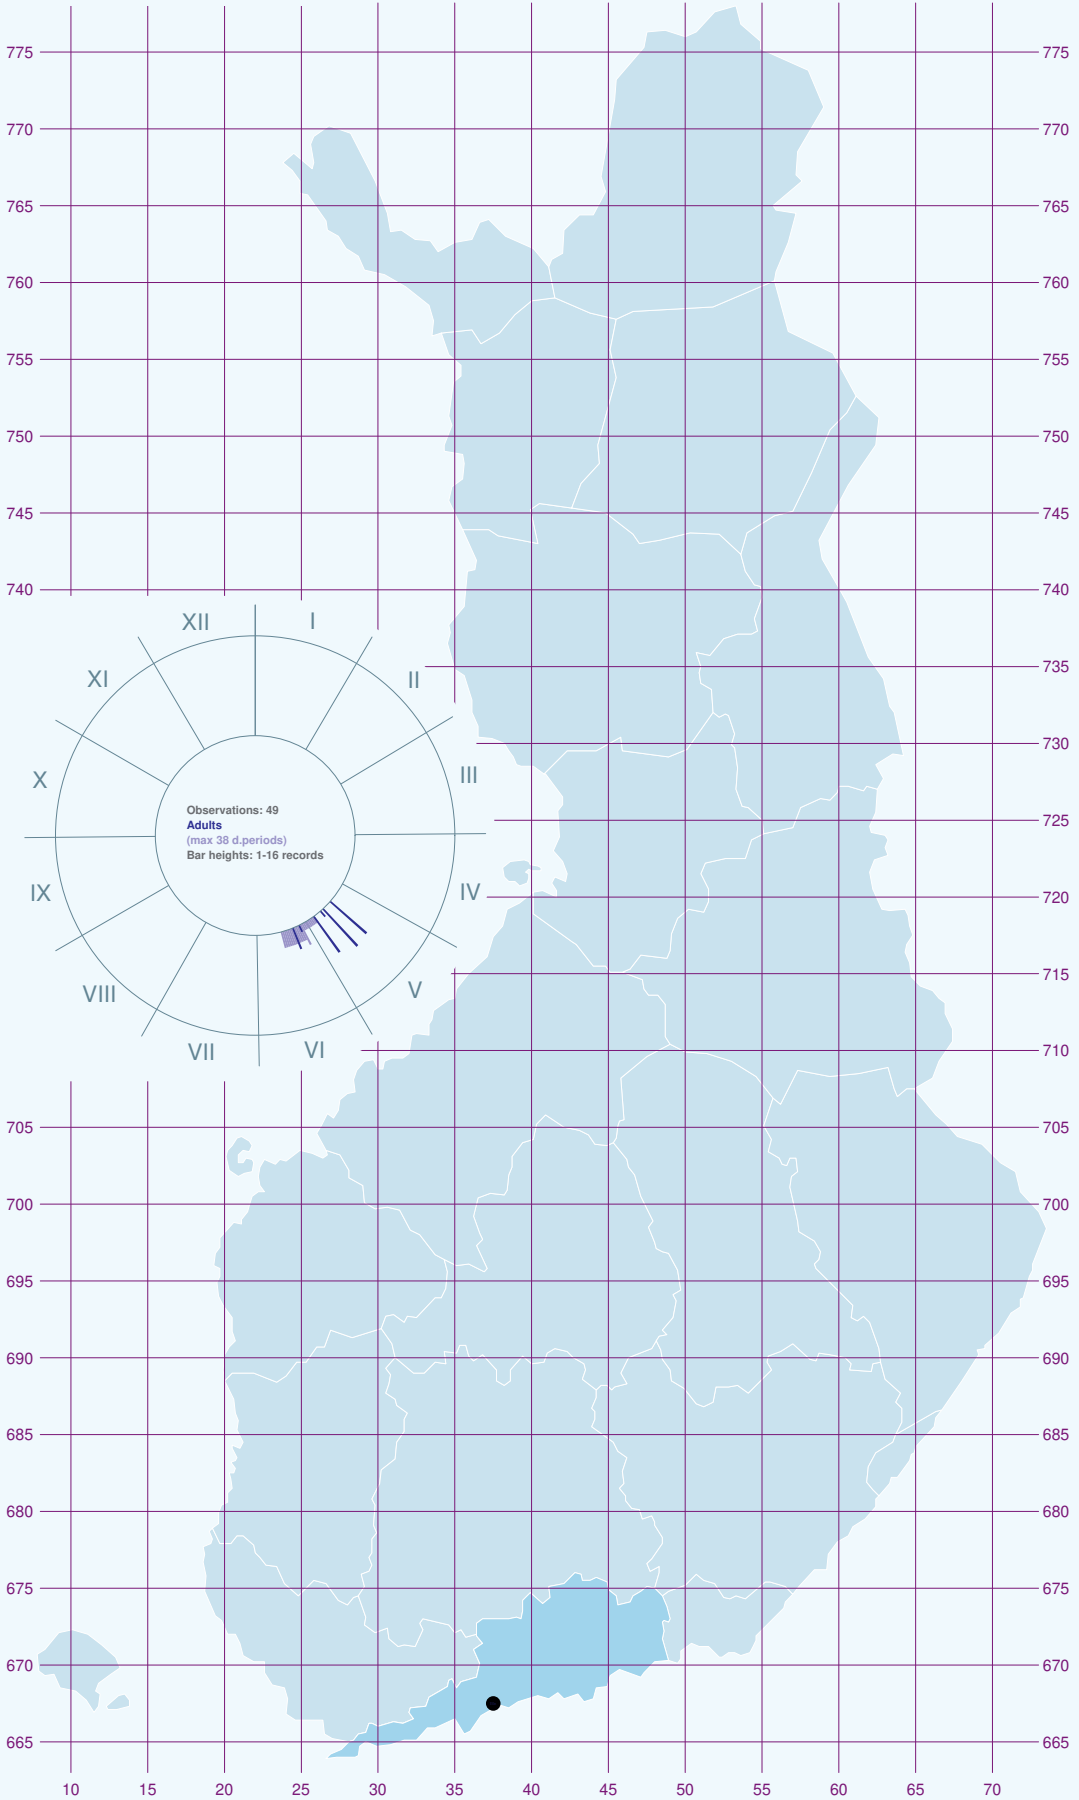 775 775
770 770
765 765
760 760
755 755
750 750
745 745
740 740
XII I
XI II
735
730
X III
Observations: 49
Adults
(max 38 d.periods)
Bar heights: 1-16 records
725
IX IV
720
VIII V
715
VII VI
710
705 705
700 700
695 695
690 690
685 685
680 680
675 675
670 670
665 665
10 15 20 25 30 35 40 45 50 55 60 65 70